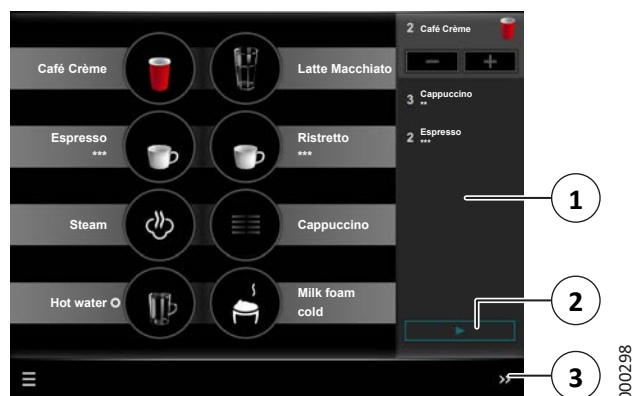 Café Crème
Latte Macchiato
Espresso
***
Ristretto
***
Steam
Cappuccino
Hot water
Milk foam
cold
2 Café Crème
3 Cappuccino
**
2 Espresso
***
1
2
3